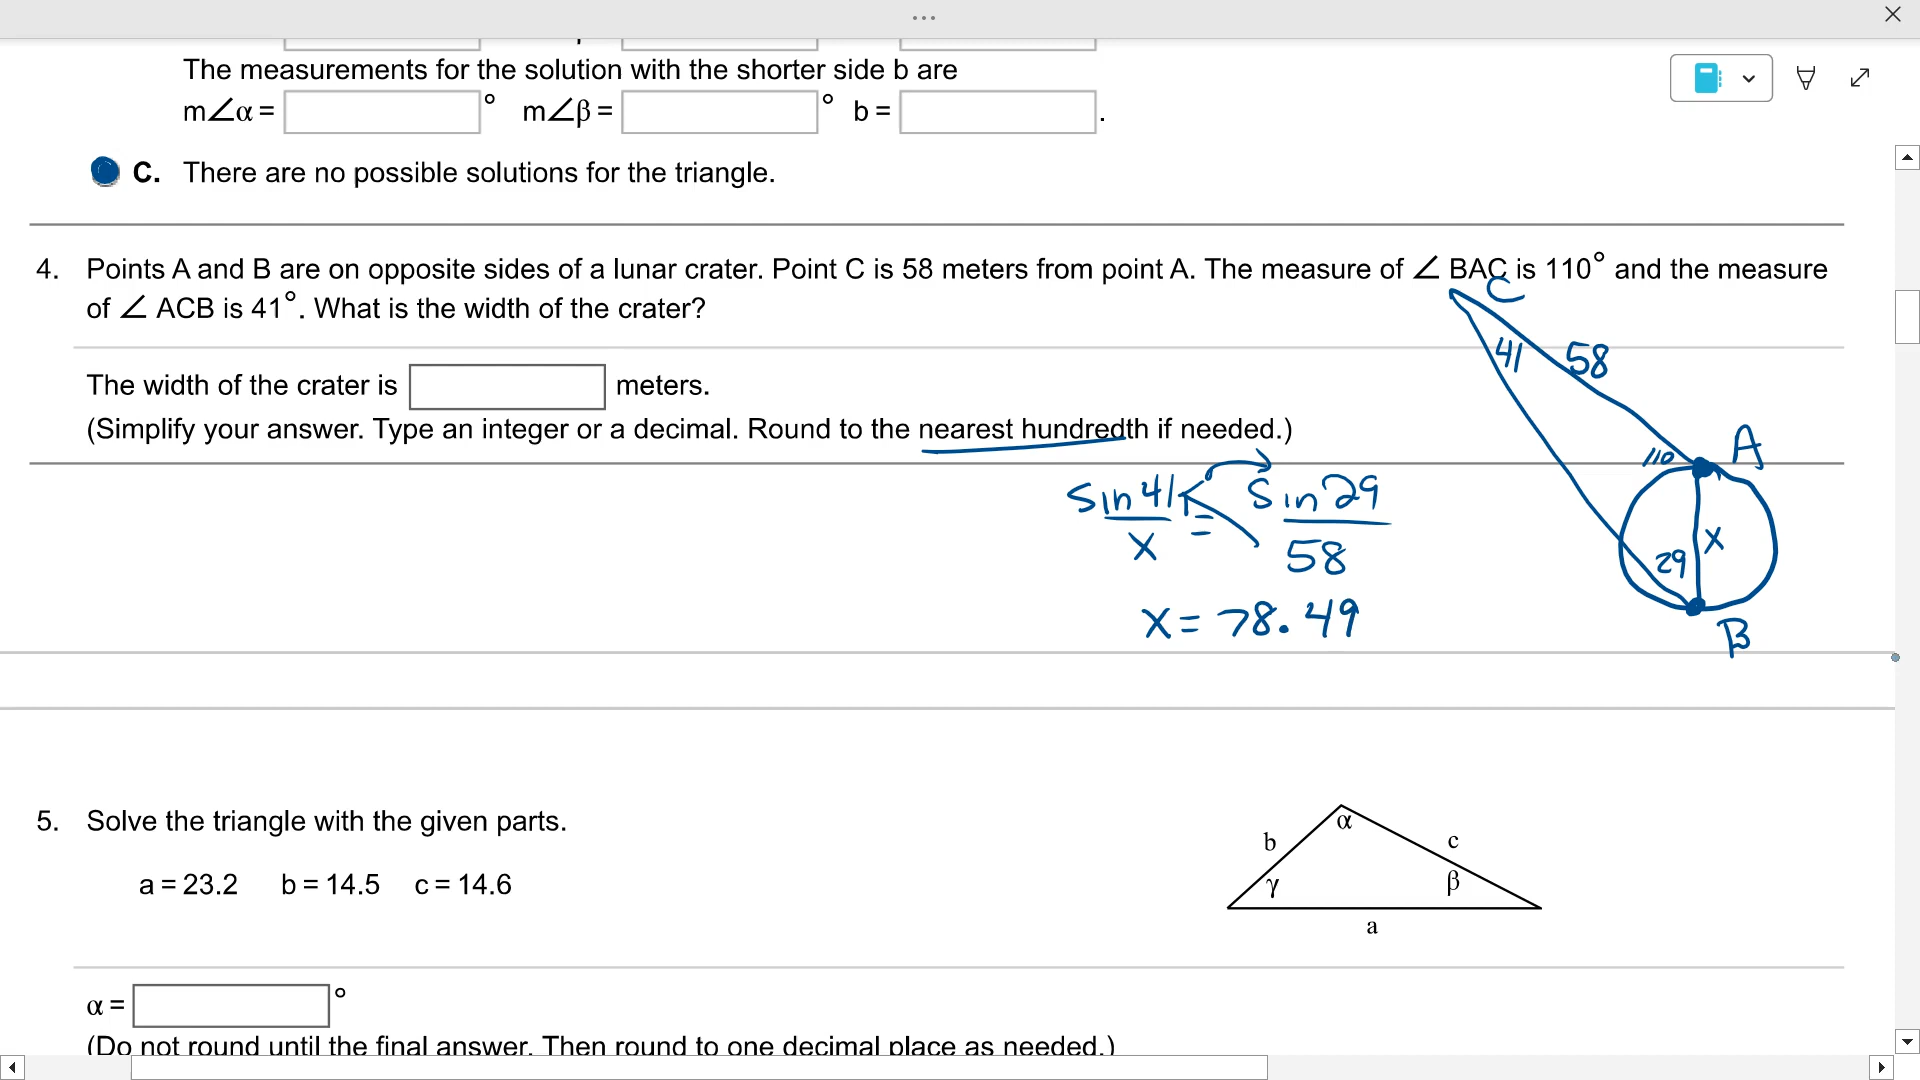 The measurements for the solution with the shorter side b are
m∠α = ° m∠β = ° b = .
C. There are no possible solutions for the triangle.
4. Points A and B are on opposite sides of a lunar crater. Point C is 58 meters from point A. The measure of ∠ BAC is 110° and the measure
of ∠ ACB is 41°. What is the width of the crater?
C
41 58
The width of the crater is meters.
(Simplify your answer. Type an integer or a decimal. Round to the nearest hundredth if needed.)
110 A
sin 41 = sin 29
x 58
29 x
x = 78.49
B
5. Solve the triangle with the given parts.
a = 23.2 b = 14.5 c = 14.6
α
b c
γ β
a
α = °
(Do not round until the final answer. Then round to one decimal place as needed.)